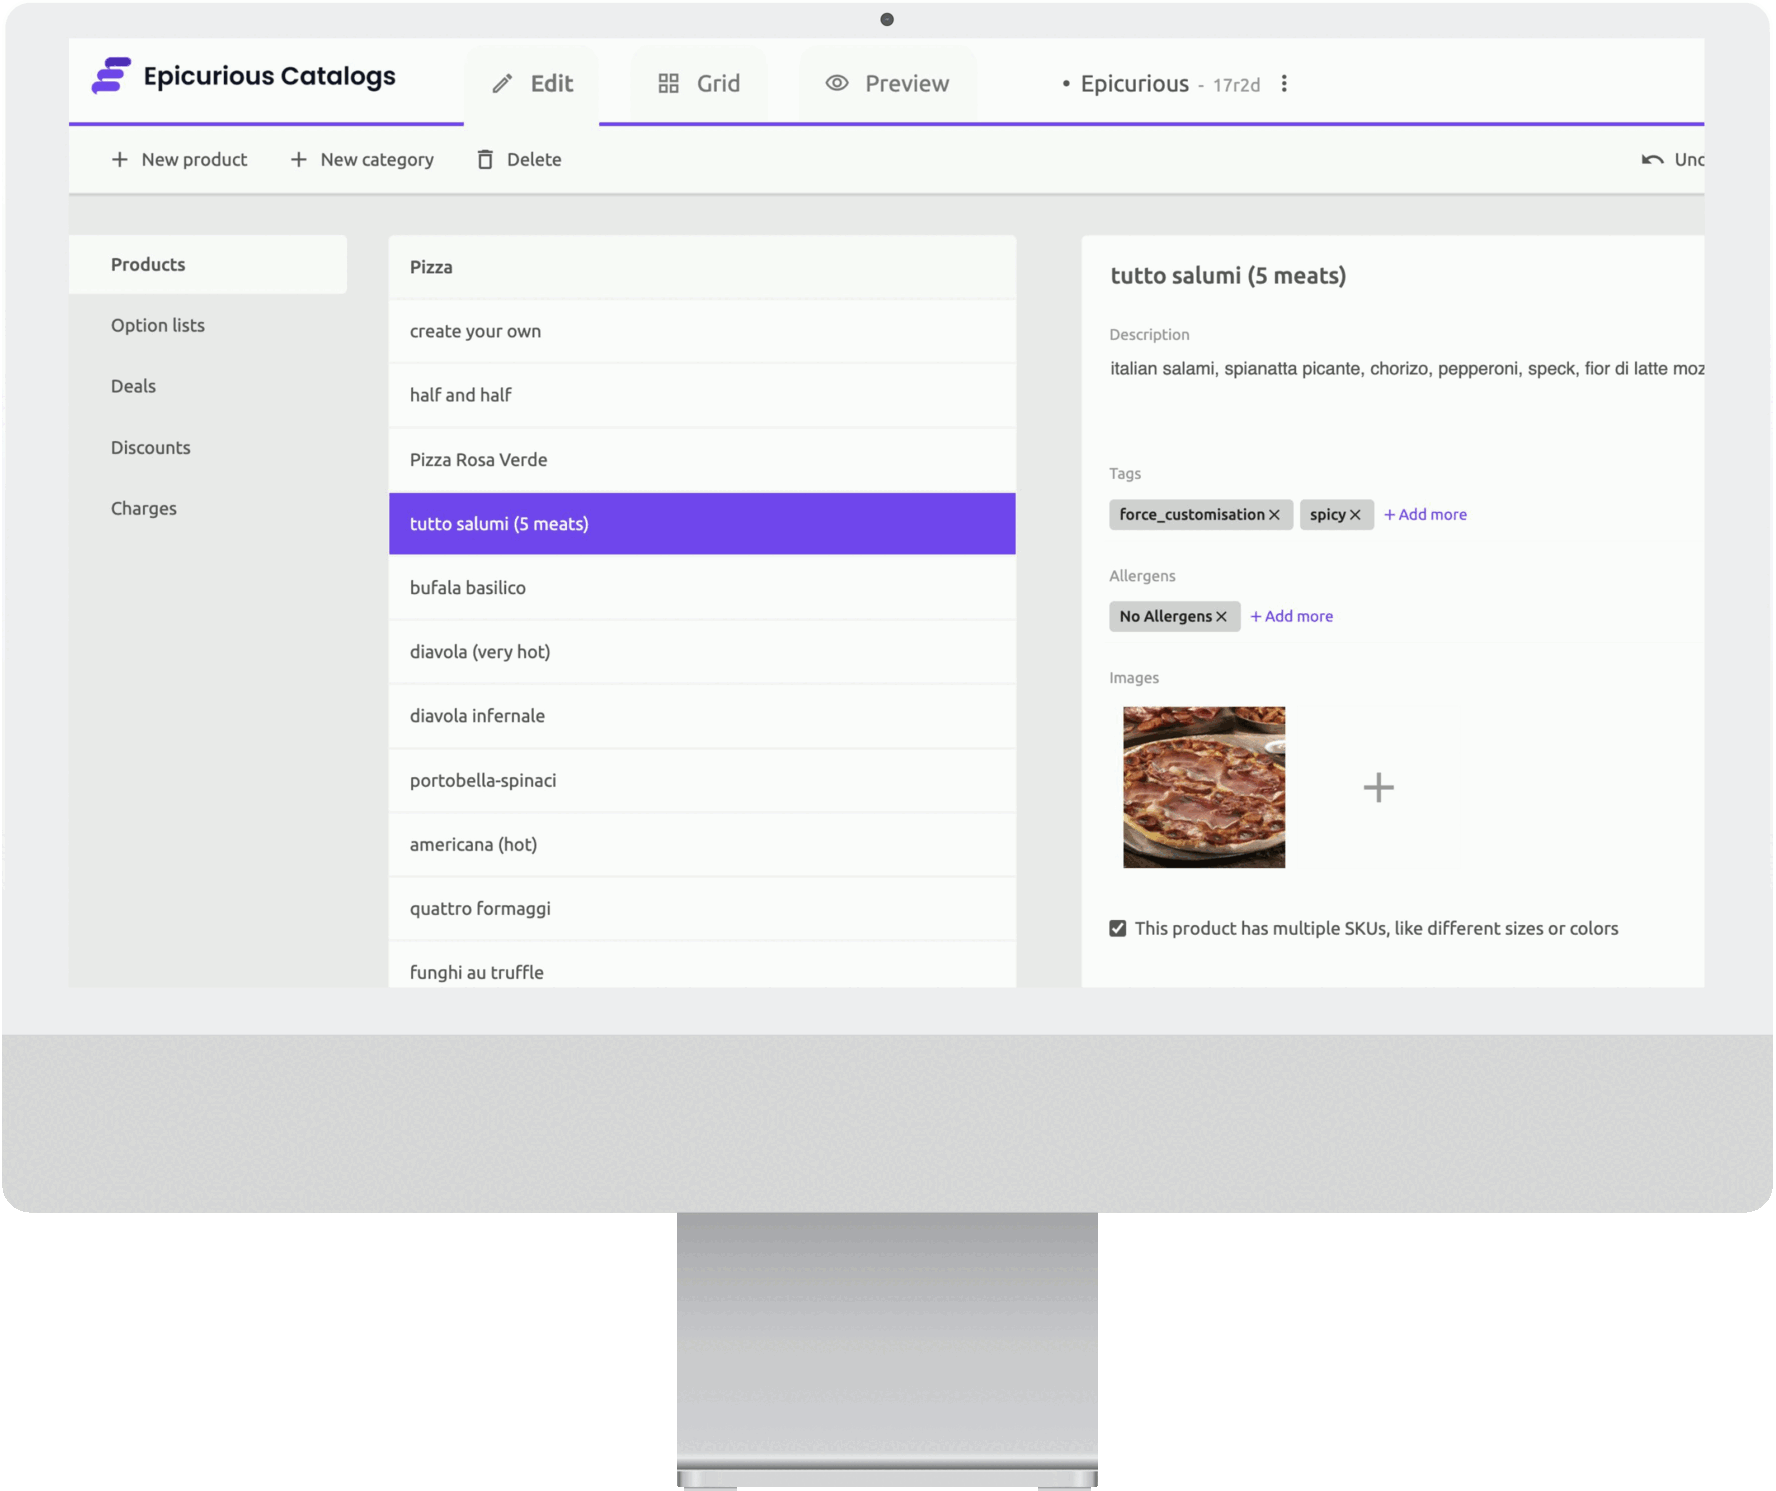 Epicurious Catalogs
Edit
Grid
Preview
• Epicurious - 17r2d
+ New product
+ New category
Delete
Products
Option lists
Deals
Discounts
Charges
Pizza
create your own
half and half
Pizza Rosa Verde
tutto salumi (5 meats)
bufala basilico
diavola (very hot)
diavola infernale
portobella-spinaci
americana (hot)
quattro formaggi
funghi au truffle
tutto salumi (5 meats)
Description
italian salami, spianatta picante, chorizo, pepperoni, speck, fior di latte
Tags
force_customisation ✕ spicy ✕ + Add more
Allergens
No Allergens ✕ + Add more
Images
This product has multiple SKUs, like different sizes or colors